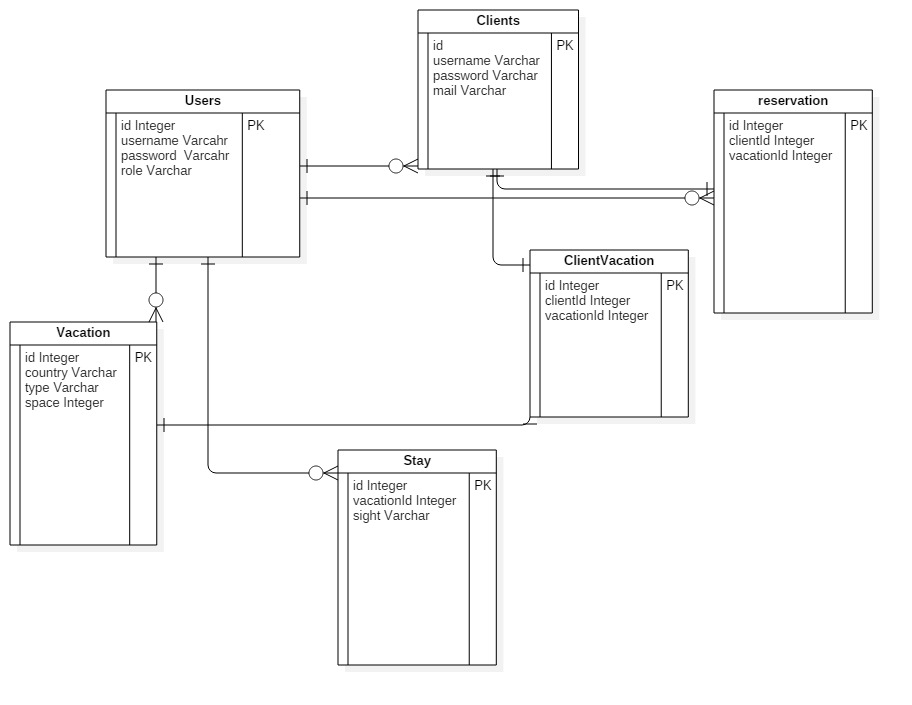 Clients
id
PK
username Varchar
password Varchar
mail Varchar
Users
id Integer
PK
username Varcahr
password  Varcahr
role Varchar
reservation
id Integer
PK
clientId Integer
vacationId Integer
ClientVacation
id Integer
PK
clientId Integer
vacationId Integer
Vacation
id Integer
PK
country Varchar
type Varchar
space Integer
Stay
id Integer
PK
vacationId Integer
sight Varchar